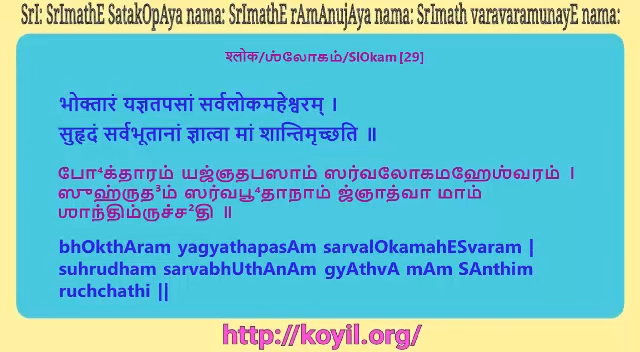 SrI: SrImathE SatakOpAya nama: SrImathE rAmAnujAya nama: SrImath varavaramunayE nama:
श्लोक/ஶ்லோகம்/SlOkam [29]
भोक्तारं यज्ञतपसां सर्वलोकमहेश्वरम् ।
सुहृदं सर्वभूतानां ज्ञात्वा मां शान्तिमृच्छति ॥
போ⁴க்தாரம் யஜ்ஞதபஸாம் ஸர்வலோகமஹேஶ்வரம் ।
ஸுஹ்ருத³ம் ஸர்வபூ⁴தாநாம் ஜ்ஞாத்வா மாம்
ஶாந்திம்ருச்ச²தி ॥
bhOkthAram yagyathapasAm sarvalOkamahESvaram |
suhrudham sarvabhUthAnAm gyAthvA mAm SAnthim
ruchchathi ||
http://koyil.org/